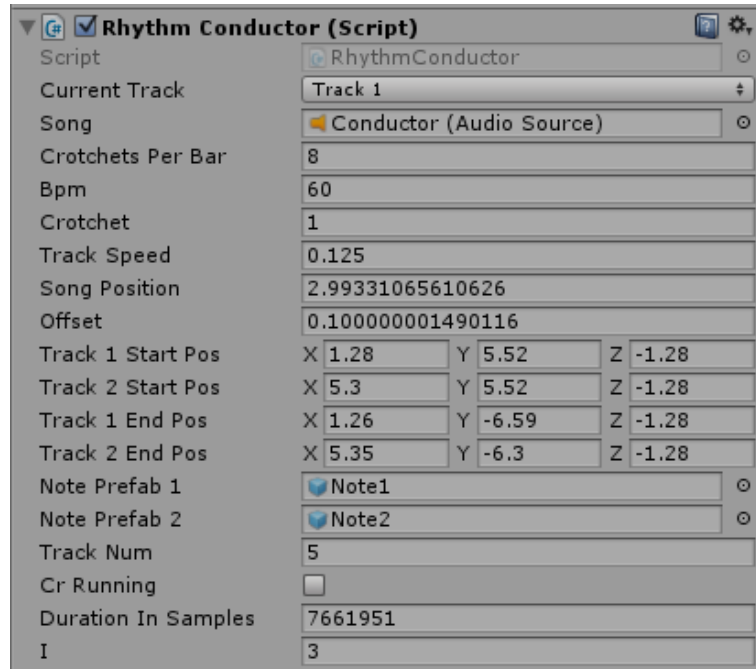 Rhythm Conductor (Script)
Script RhythmConductor
Current Track Track 1
Song Conductor (Audio Source)
Crotchets Per Bar 8
Bpm 60
Crotchet 1
Track Speed 0.125
Song Position 2.99331065610626
Offset 0.100000001490116
Track 1 Start Pos X 1.28 Y 5.52 Z -1.28
Track 2 Start Pos X 5.3 Y 5.52 Z -1.28
Track 1 End Pos X 1.26 Y -6.59 Z -1.28
Track 2 End Pos X 5.35 Y -6.3 Z -1.28
Note Prefab 1 Note1
Note Prefab 2 Note2
Track Num 5
Cr Running
Duration In Samples 7661951
I 3